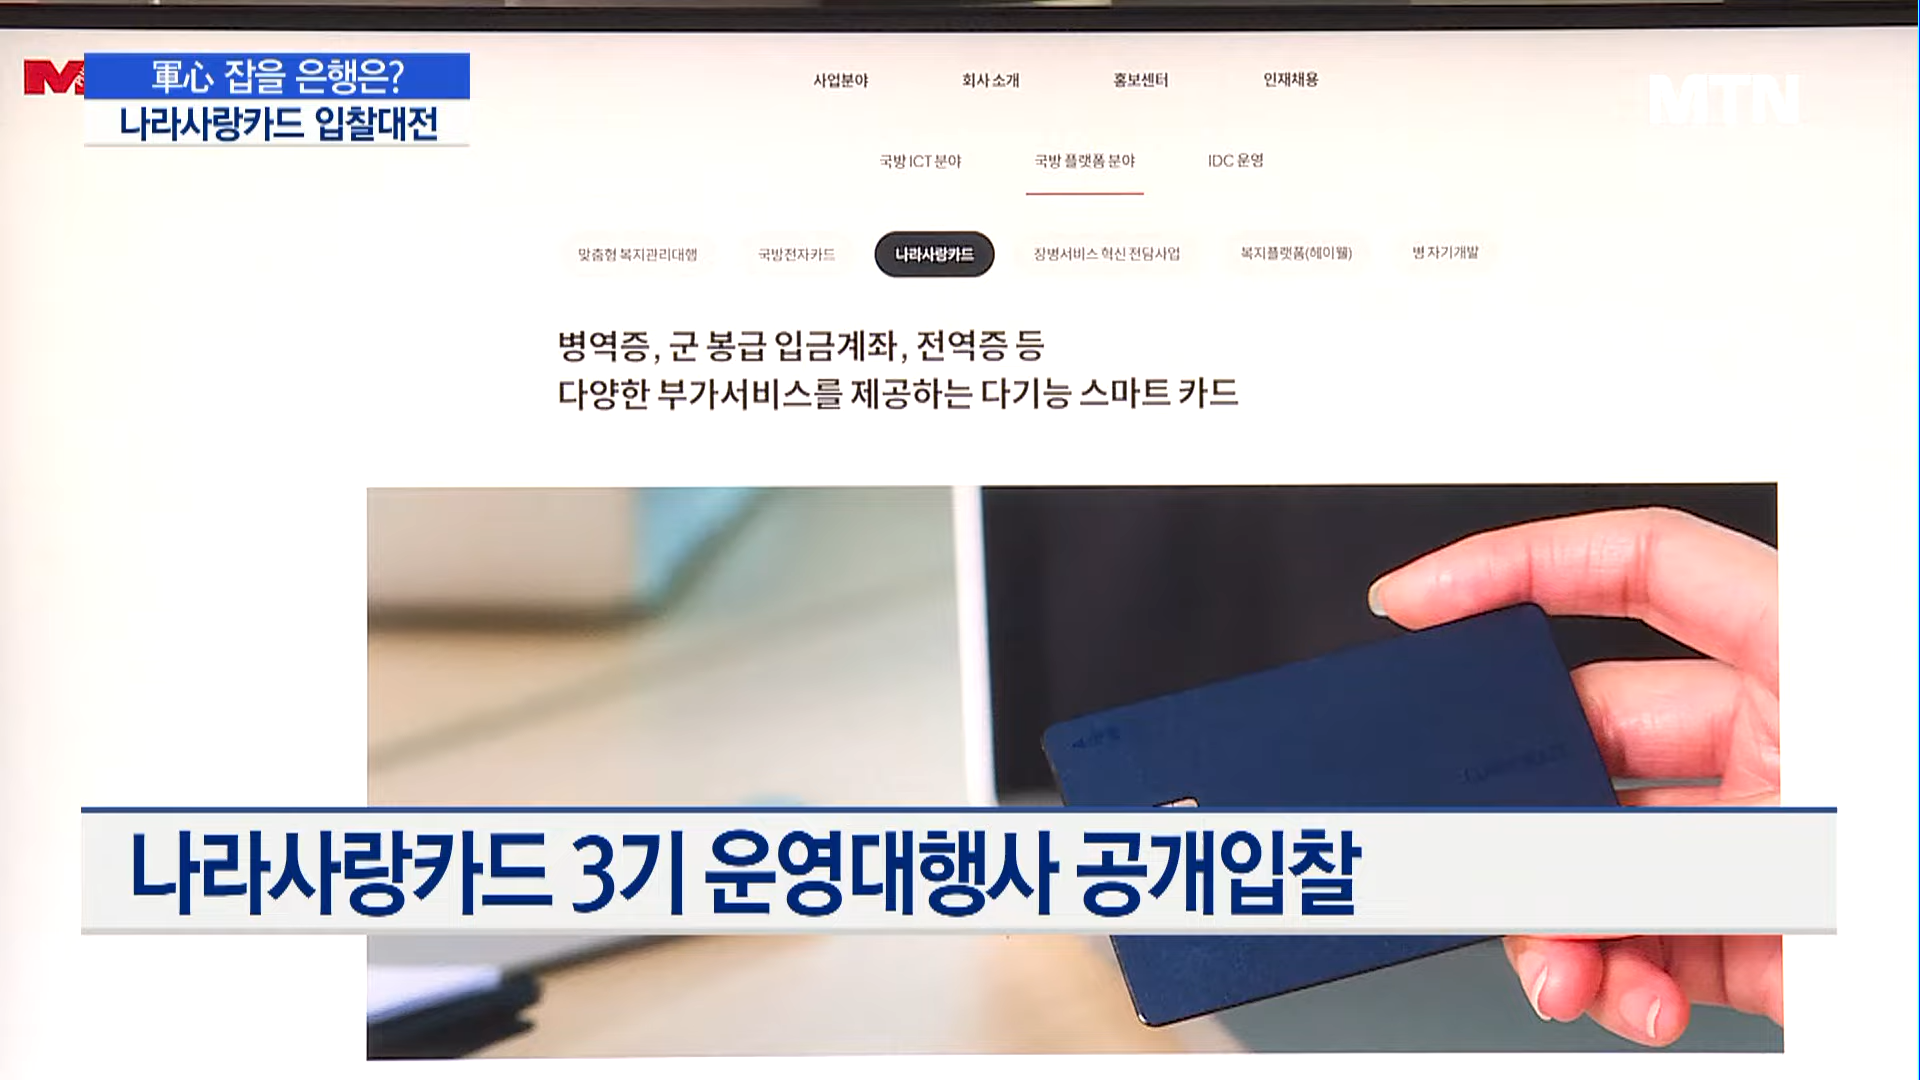 軍心 잡을 은행은?
나라사랑카드 입찰대전
MTN
사업분야 회사 소개 홍보센터 인재채용
국방 ICT 분야 국방 플랫폼 분야 IDC 운영
맞춤형 복지관리대행 국방전자카드 나라사랑카드 장병서비스 혁신 전담사업 복지플랫폼(헤이웰) 병 자기개발
병역증, 군 봉급 입금계좌, 전역증 등
다양한 부가서비스를 제공하는 다기능 스마트 카드
나라사랑카드 3기 운영대행사 공개입찰